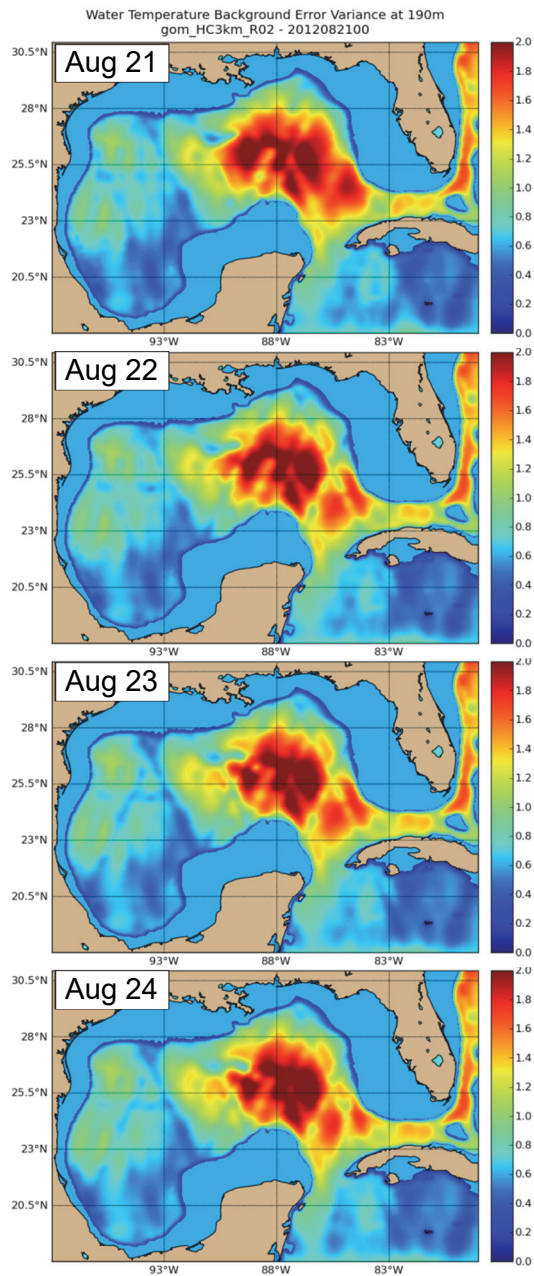 Water Temperature Background Error Variance at 190m
gom_HC3km_R02 - 2012082100
Aug 21
30.5°N
28°N
25.5°N
23°N
20.5°N
93°W 88°W 83°W
2.0
1.8
1.6
1.4
1.2
1.0
0.8
0.6
0.4
0.2
0.0
Aug 22
30.5°N
28°N
25.5°N
23°N
20.5°N
93°W 88°W 83°W
2.0
1.8
1.6
1.4
1.2
1.0
0.8
0.6
0.4
0.2
0.0
Aug 23
30.5°N
28°N
25.5°N
23°N
20.5°N
93°W 88°W 83°W
2.0
1.8
1.6
1.4
1.2
1.0
0.8
0.6
0.4
0.2
0.0
Aug 24
30.5°N
28°N
25.5°N
23°N
20.5°N
93°W 88°W 83°W
2.0
1.8
1.6
1.4
1.2
1.0
0.8
0.6
0.4
0.2
0.0